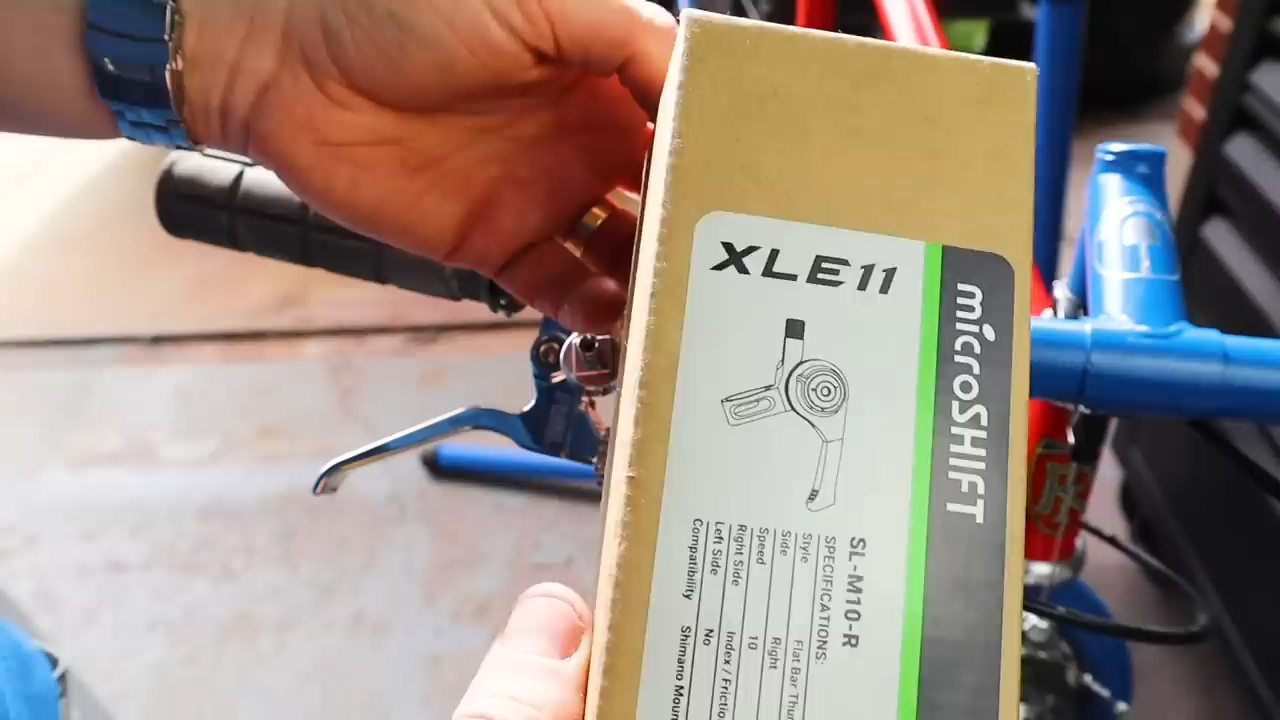 XLE11
microSHIFT
SL-M10-R
SPECIFICATIONS:
Style Flat Bar
Side Right
Speed 10
Right Side Index / Frictio
Left Side No
Compatibility Shimano